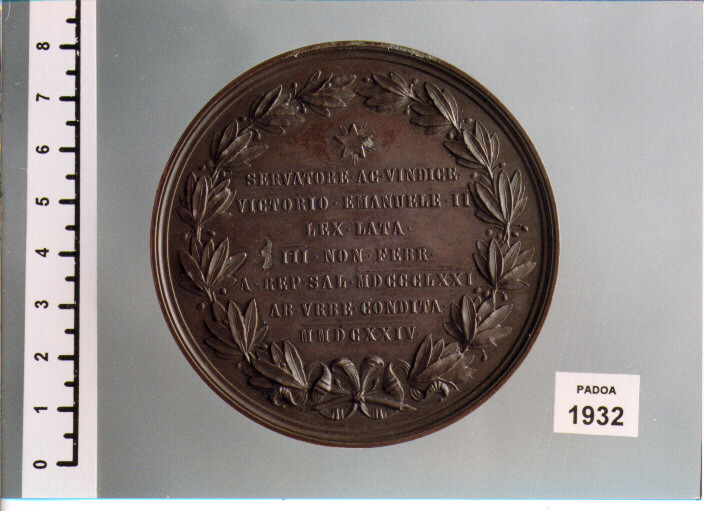 SERVATORE·AC·VINDICE·
VICTORIO·EMANUELE·II
LEX·LATA·
III·NON·FEBR·
A·REP·SAL·MDCCCLXXI
AB·VRBE·CONDITA·
MMDCXXIV
8
7
6
5
4
3
2
1
0
PADOA
1932